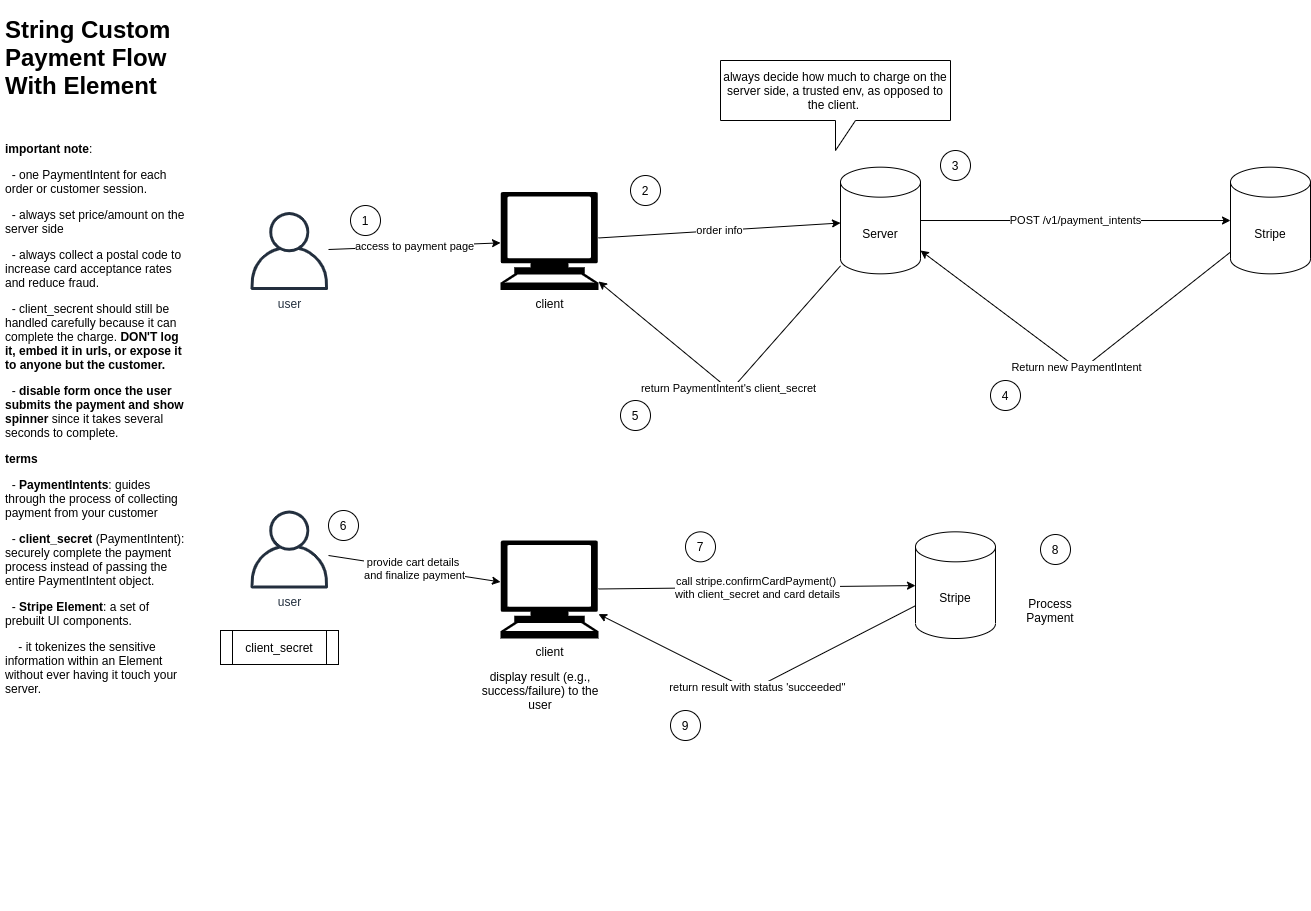 String Custom
Payment Flow
With Element
important note:
- one PaymentIntent for each
order or customer session.
- always set price/amount on the
server side
- always collect a postal code to
increase card acceptance rates
and reduce fraud.
- client_secrent should still be
handled carefully because it can
complete the charge. DON'T log
it, embed it in urls, or expose it
to anyone but the customer.
- disable form once the user
submits the payment and show
spinner since it takes several
seconds to complete.
terms
- PaymentIntents: guides
through the process of collecting
payment from your customer
- client_secret (PaymentIntent):
securely complete the payment
process instead of passing the
entire PaymentIntent object.
- Stripe Element: a set of
prebuilt UI components.
- it tokenizes the sensitive
information within an Element
without ever having it touch your
server.
always decide how much to charge on the
server side, a trusted env, as opposed to
the client.
1
access to payment page
user
client
2
order info
Server
3
POST /v1/payment_intents
Stripe
Return new PaymentIntent
4
return PaymentIntent's client_secret
5
6
provide cart details
and finalize payment
user
client_secret
client
display result (e.g.,
success/failure) to the
user
7
call stripe.confirmCardPayment()
with client_secret and card details
Stripe
8
Process
Payment
return result with status 'succeeded"
9